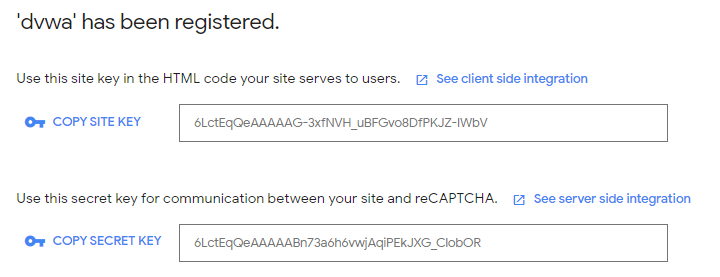 'dvwa' has been registered.
Use this site key in the HTML code your site serves to users. See client side integration
COPY SITE KEY 6LctEqQeAAAAAG-3xfNVH_uBFGvo8DfPKJZ-IWbV
Use this secret key for communication between your site and reCAPTCHA. See server side integration
COPY SECRET KEY 6LctEqQeAAAAABn73a6h6vwjAqiPEkJXG_ClobOR